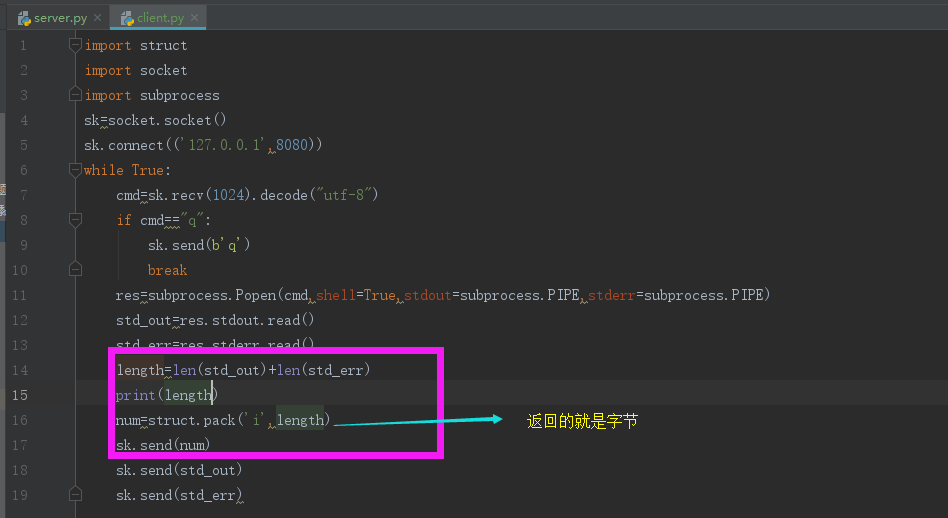 server.py client.py
1 import struct
2 import socket
3 import subprocess
4 sk=socket.socket()
5 sk.connect(('127.0.0.1',8080))
6 while True:
7 cmd=sk.recv(1024).decode("utf-8")
8 if cmd=="q":
9 sk.send(b'q')
10 break
11 res=subprocess.Popen(cmd,shell=True,stdout=subprocess.PIPE,stderr=subprocess.PIPE)
12 std_out=res.stdout.read()
13 std_err=res.stderr.read()
14 length=len(std_out)+len(std_err)
15 print(length)
16 num=struct.pack('i',length) 返回的就是字节
17 sk.send(num)
18 sk.send(std_out)
19 sk.send(std_err)